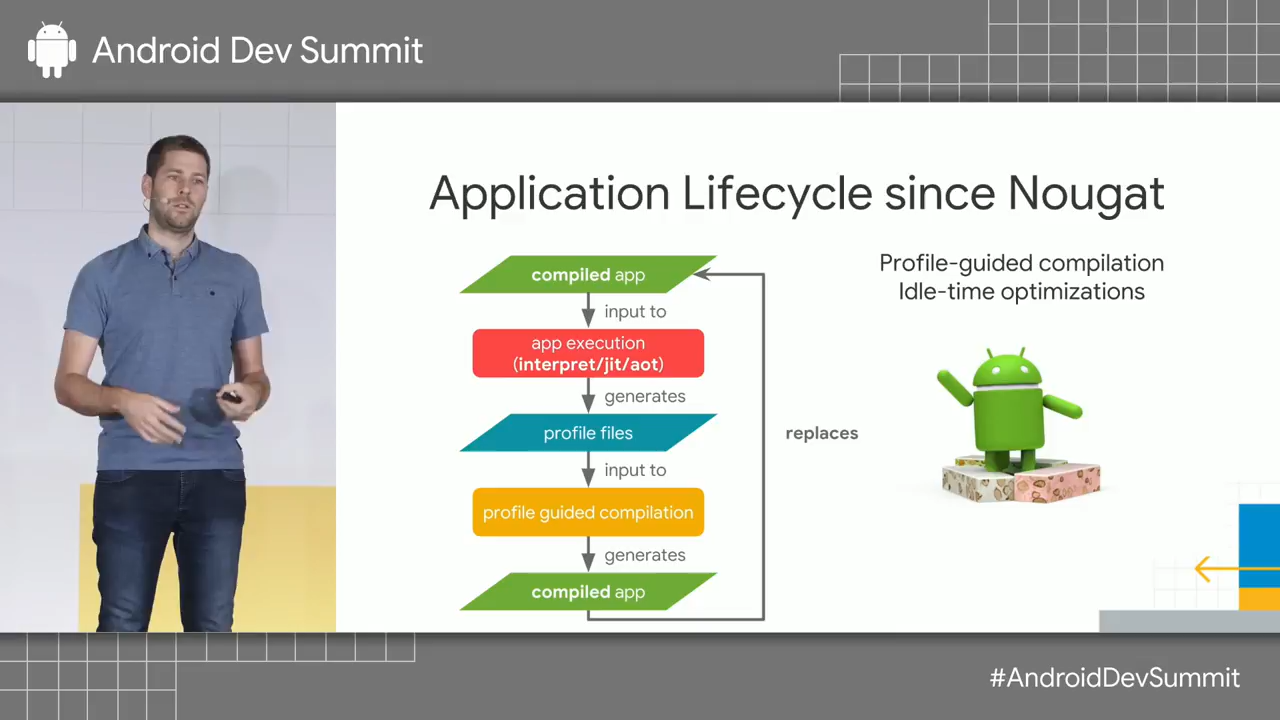 Android Dev Summit
Application Lifecycle since Nougat
compiled app
input to
app execution
(interpret/jit/aot)
generates
profile files
input to
profile guided compilation
generates
compiled app
replaces
Profile-guided compilation
Idle-time optimizations
#AndroidDevSummit